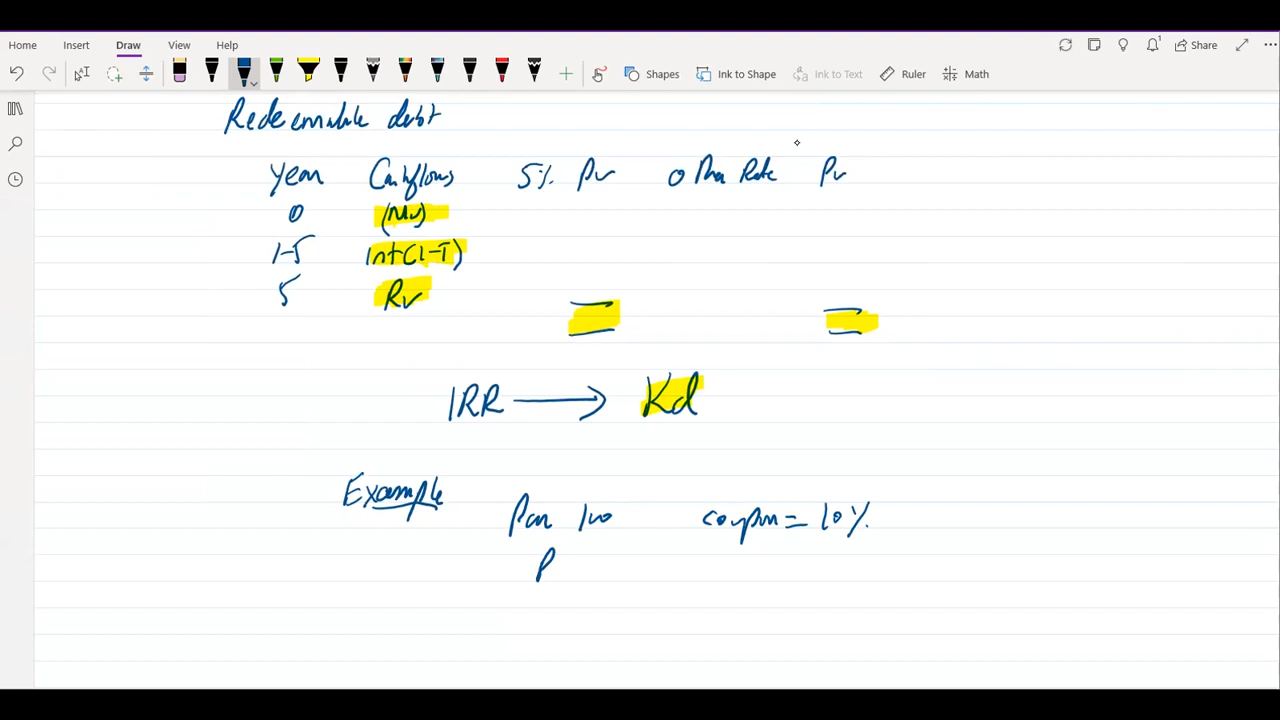 Home Insert Draw View Help
1 Share
Shapes Ink to Shape Ink to Text Ruler Math
Redeemable debt
Year Cashflows 5% Pv Other Rate Pv
0 (Mv)
1-5 Int(1-T)
5 Rv
IRR → Kd
Example
Par 100 coupon = 10%
P